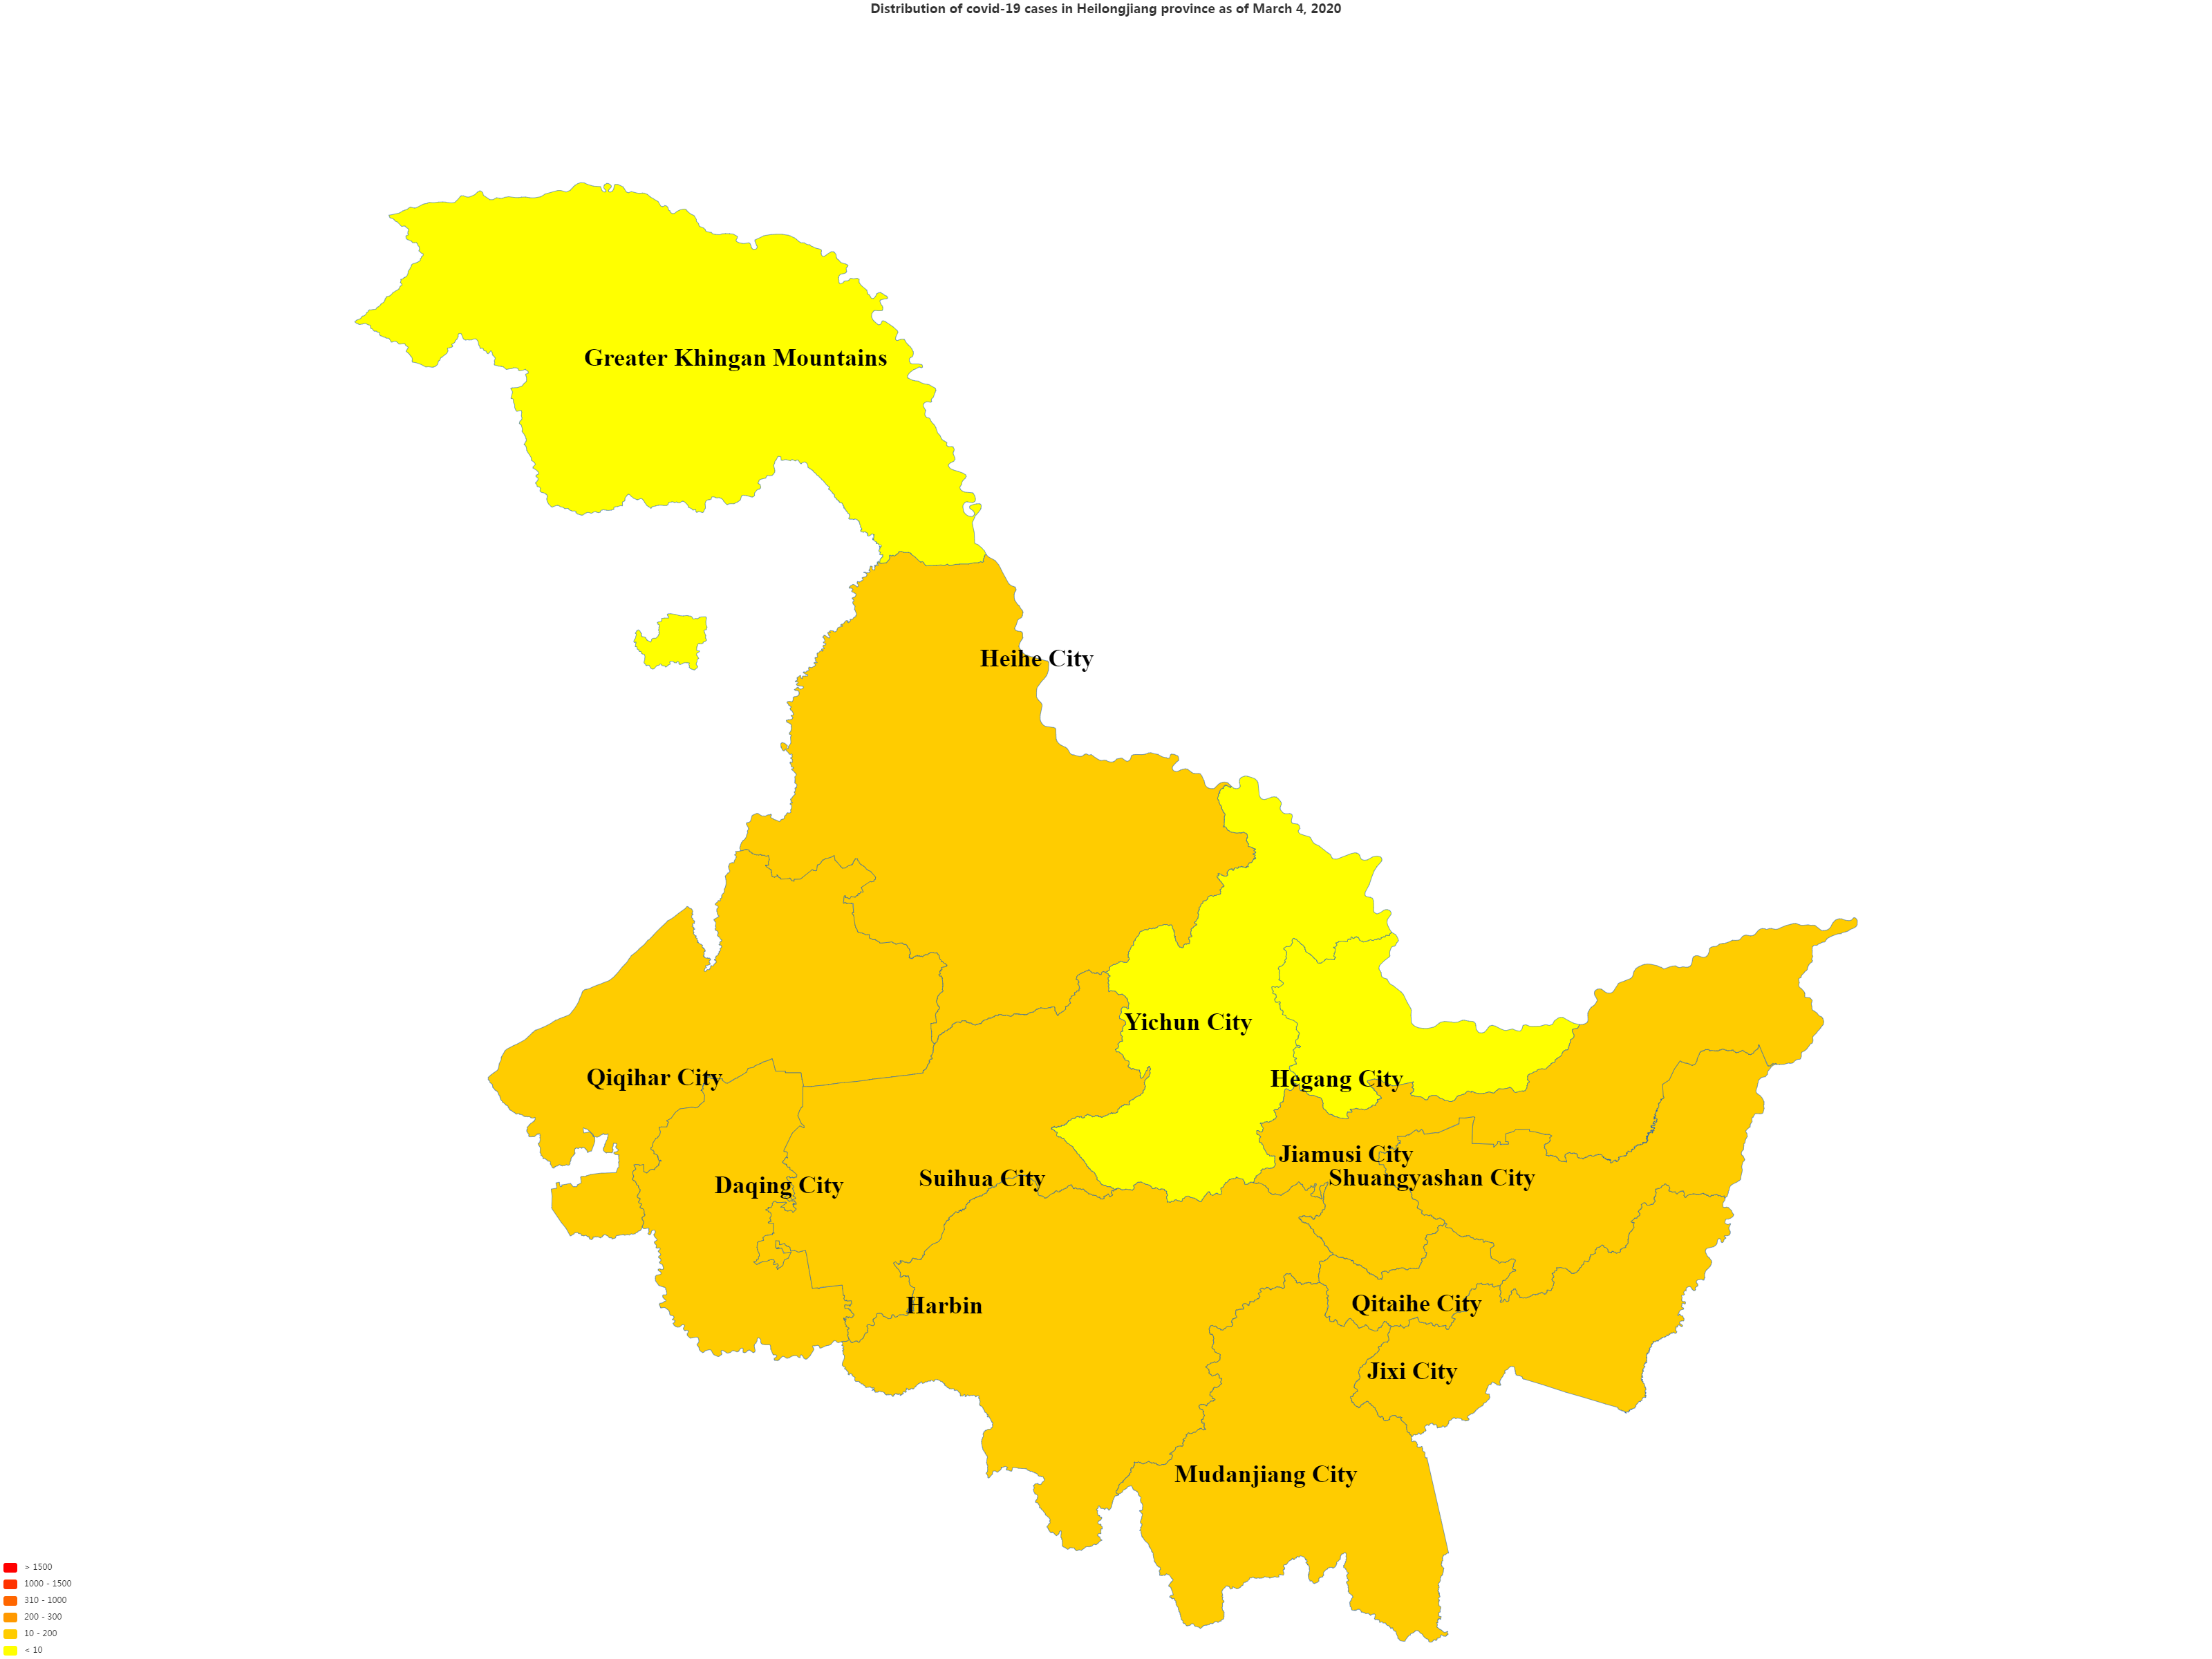 Distribution of covid-19 cases in Heilongjiang province as of March 4, 2020
Greater Khingan Mountains
Heihe City
Yichun City
Qiqihar City
Hegang City
Jiamusi City
Shuangyashan City
Daqing City
Suihua City
Harbin
Qitaihe City
Jixi City
Mudanjiang City
> 1500
1000 - 1500
310 - 1000
200 - 300
10 - 200
< 10